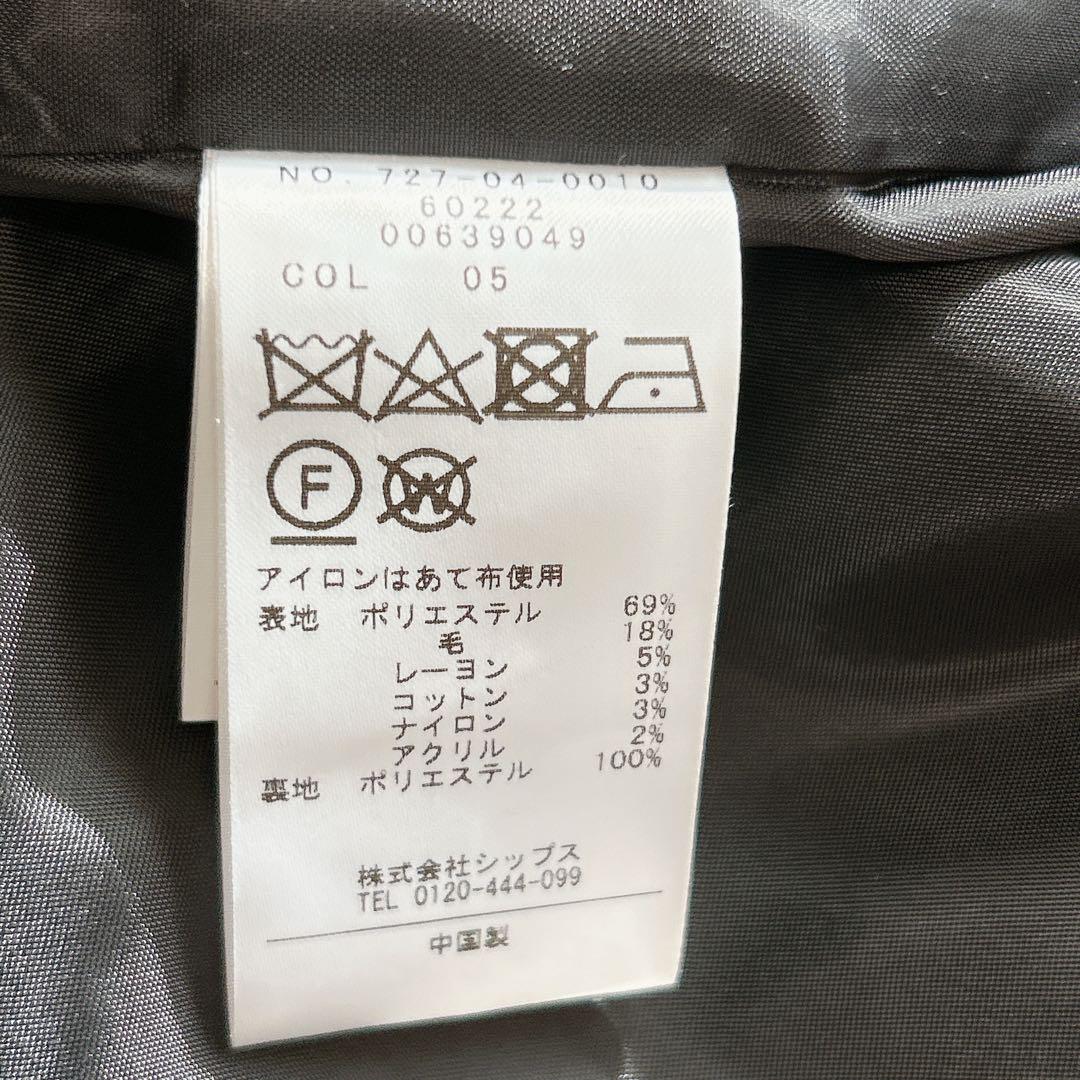 NO. 727-04-0010
60222
00639049
COL 05
F W
アイロンはあて布使用
表地 ポリエステル 69%
毛 18%
レーヨン 5%
コットン 3%
ナイロン 3%
アクリル 2%
裏地 ポリエステル 100%
株式会社シップス
TEL 0120-444-099
中国製